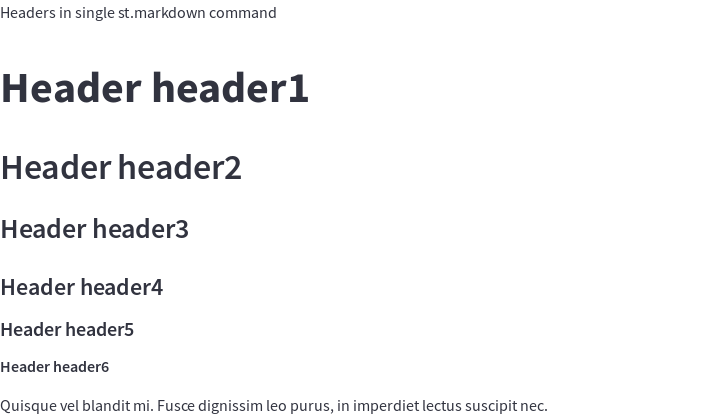 Headers in single st.markdown command
Header header1
Header header2
Header header3
Header header4
Header header5
Header header6
Quisque vel blandit mi. Fusce dignissim leo purus, in imperdiet lectus suscipit nec.